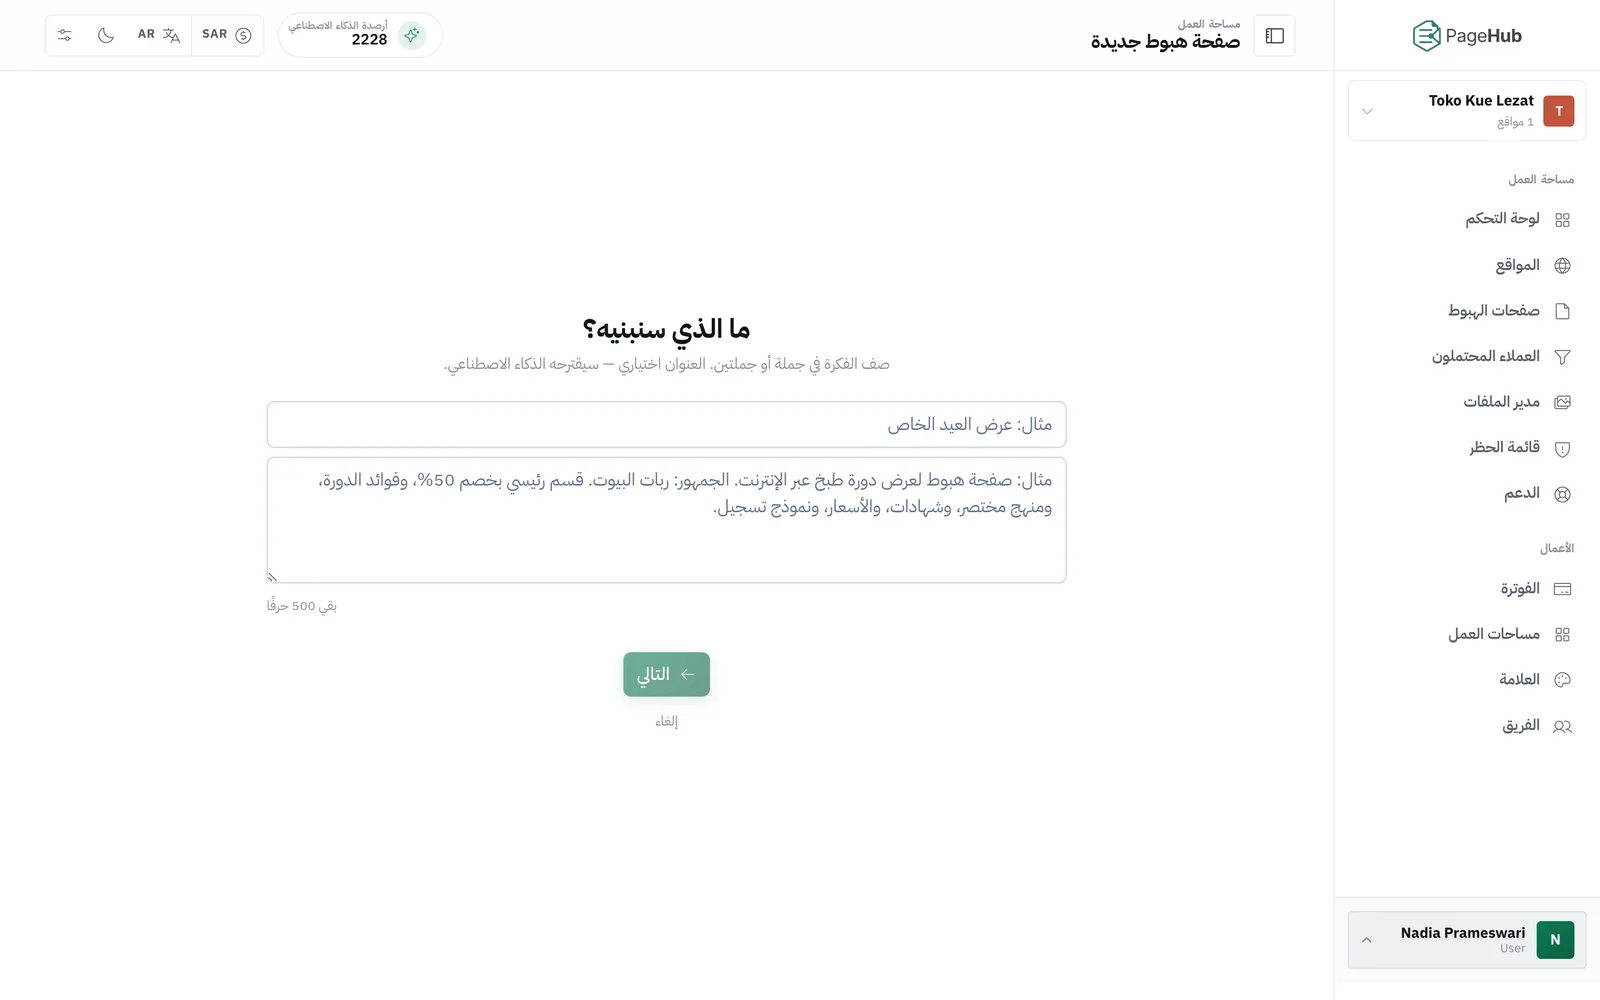 PageHub
Toko Kue Lezat
T
1 مواقع
مساحة العمل
لوحة التحكم
المواقع
صفحات الهبوط
العملاء المحتملون
مدير الملفات
قائمة الحظر
الدعم
الأعمال
الفوترة
مساحات العمل
العلامة
الفريق
Nadia Prameswari
N
User
مساحة العمل
صفحة هبوط جديدة
أرصدة الذكاء الاصطناعي
2228
SAR
AR
ما الذي سنبنيه؟
صف الفكرة في جملة أو جملتين. العنوان اختياري — سيقترحه الذكاء الاصطناعي.
مثال: عرض العيد الخاص
مثال: صفحة هبوط لعرض دورة طبخ عبر الإنترنت. الجمهور: ربات البيوت. قسم رئيسي بخصم 50%، وفوائد الدورة،
ومنهج مختصر، وشهادات، والأسعار، ونموذج تسجيل.
بقي 500 حرفًا
التالي
إلغاء